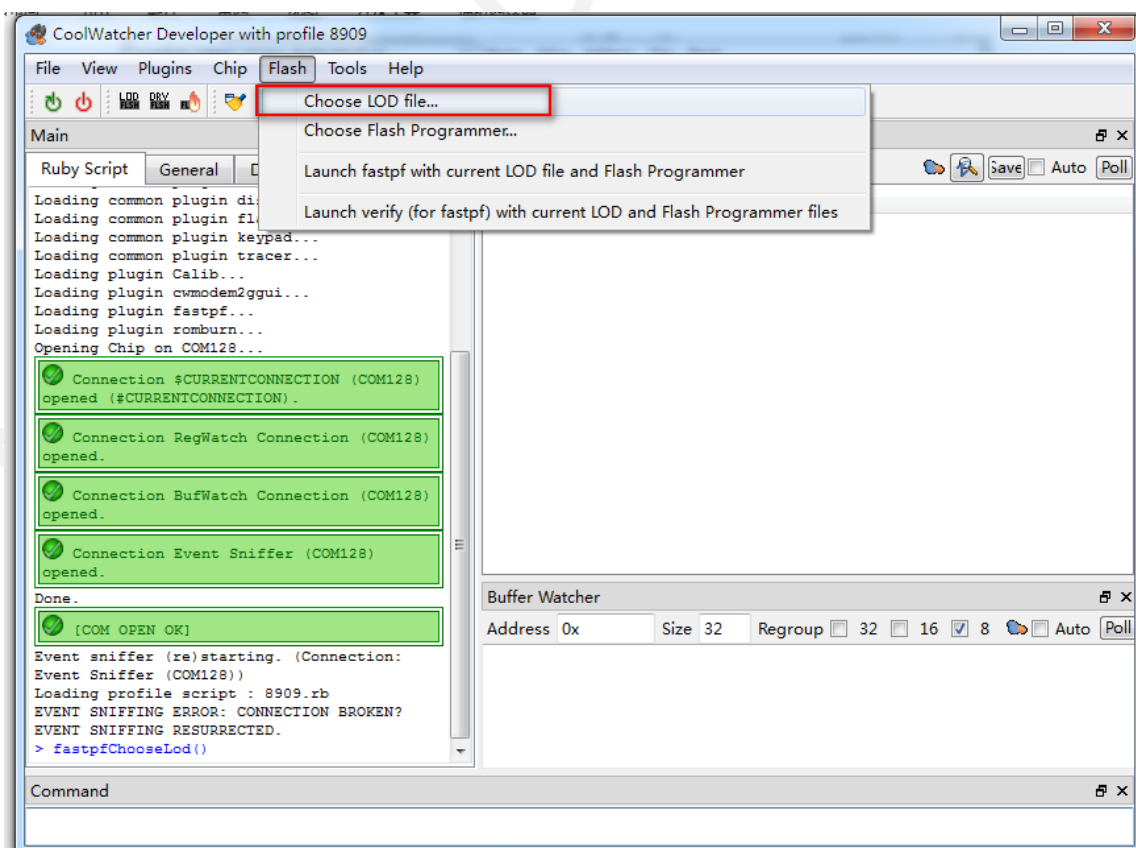 CoolWatcher Developer with profile 8909
File View Plugins Chip Flash Tools Help
LOD FLSH DRV FLSH FL
Choose LOD file...
Choose Flash Programmer...
Launch fastpf with current LOD file and Flash Programmer
Launch verify (for fastpf) with current LOD and Flash Programmer files
Main
Ruby Script General
Save Auto Poll
Loading common plugin
Loading common plugin
Loading common plugin keypad...
Loading common plugin tracer...
Loading plugin Calib...
Loading plugin cwmodem2ggui...
Loading plugin fastpf...
Loading plugin romburn...
Opening Chip on COM128...
Connection $CURRENTCONNECTION (COM128)
opened (#CURRENTCONNECTION).
Connection RegWatch Connection (COM128)
opened.
Connection BufWatch Connection (COM128)
opened.
Connection Event Sniffer (COM128)
opened.
Done.
[COM OPEN OK]
Event sniffer (re)starting. (Connection:
Event Sniffer (COM128))
Loading profile script : 8909.rb
EVENT SNIFFING ERROR: CONNECTION BROKEN?
EVENT SNIFFING RESURRECTED.
> fastpfChooseLod()
Buffer Watcher
Address 0x Size 32 Regroup 32 16 8 Auto Poll
Command